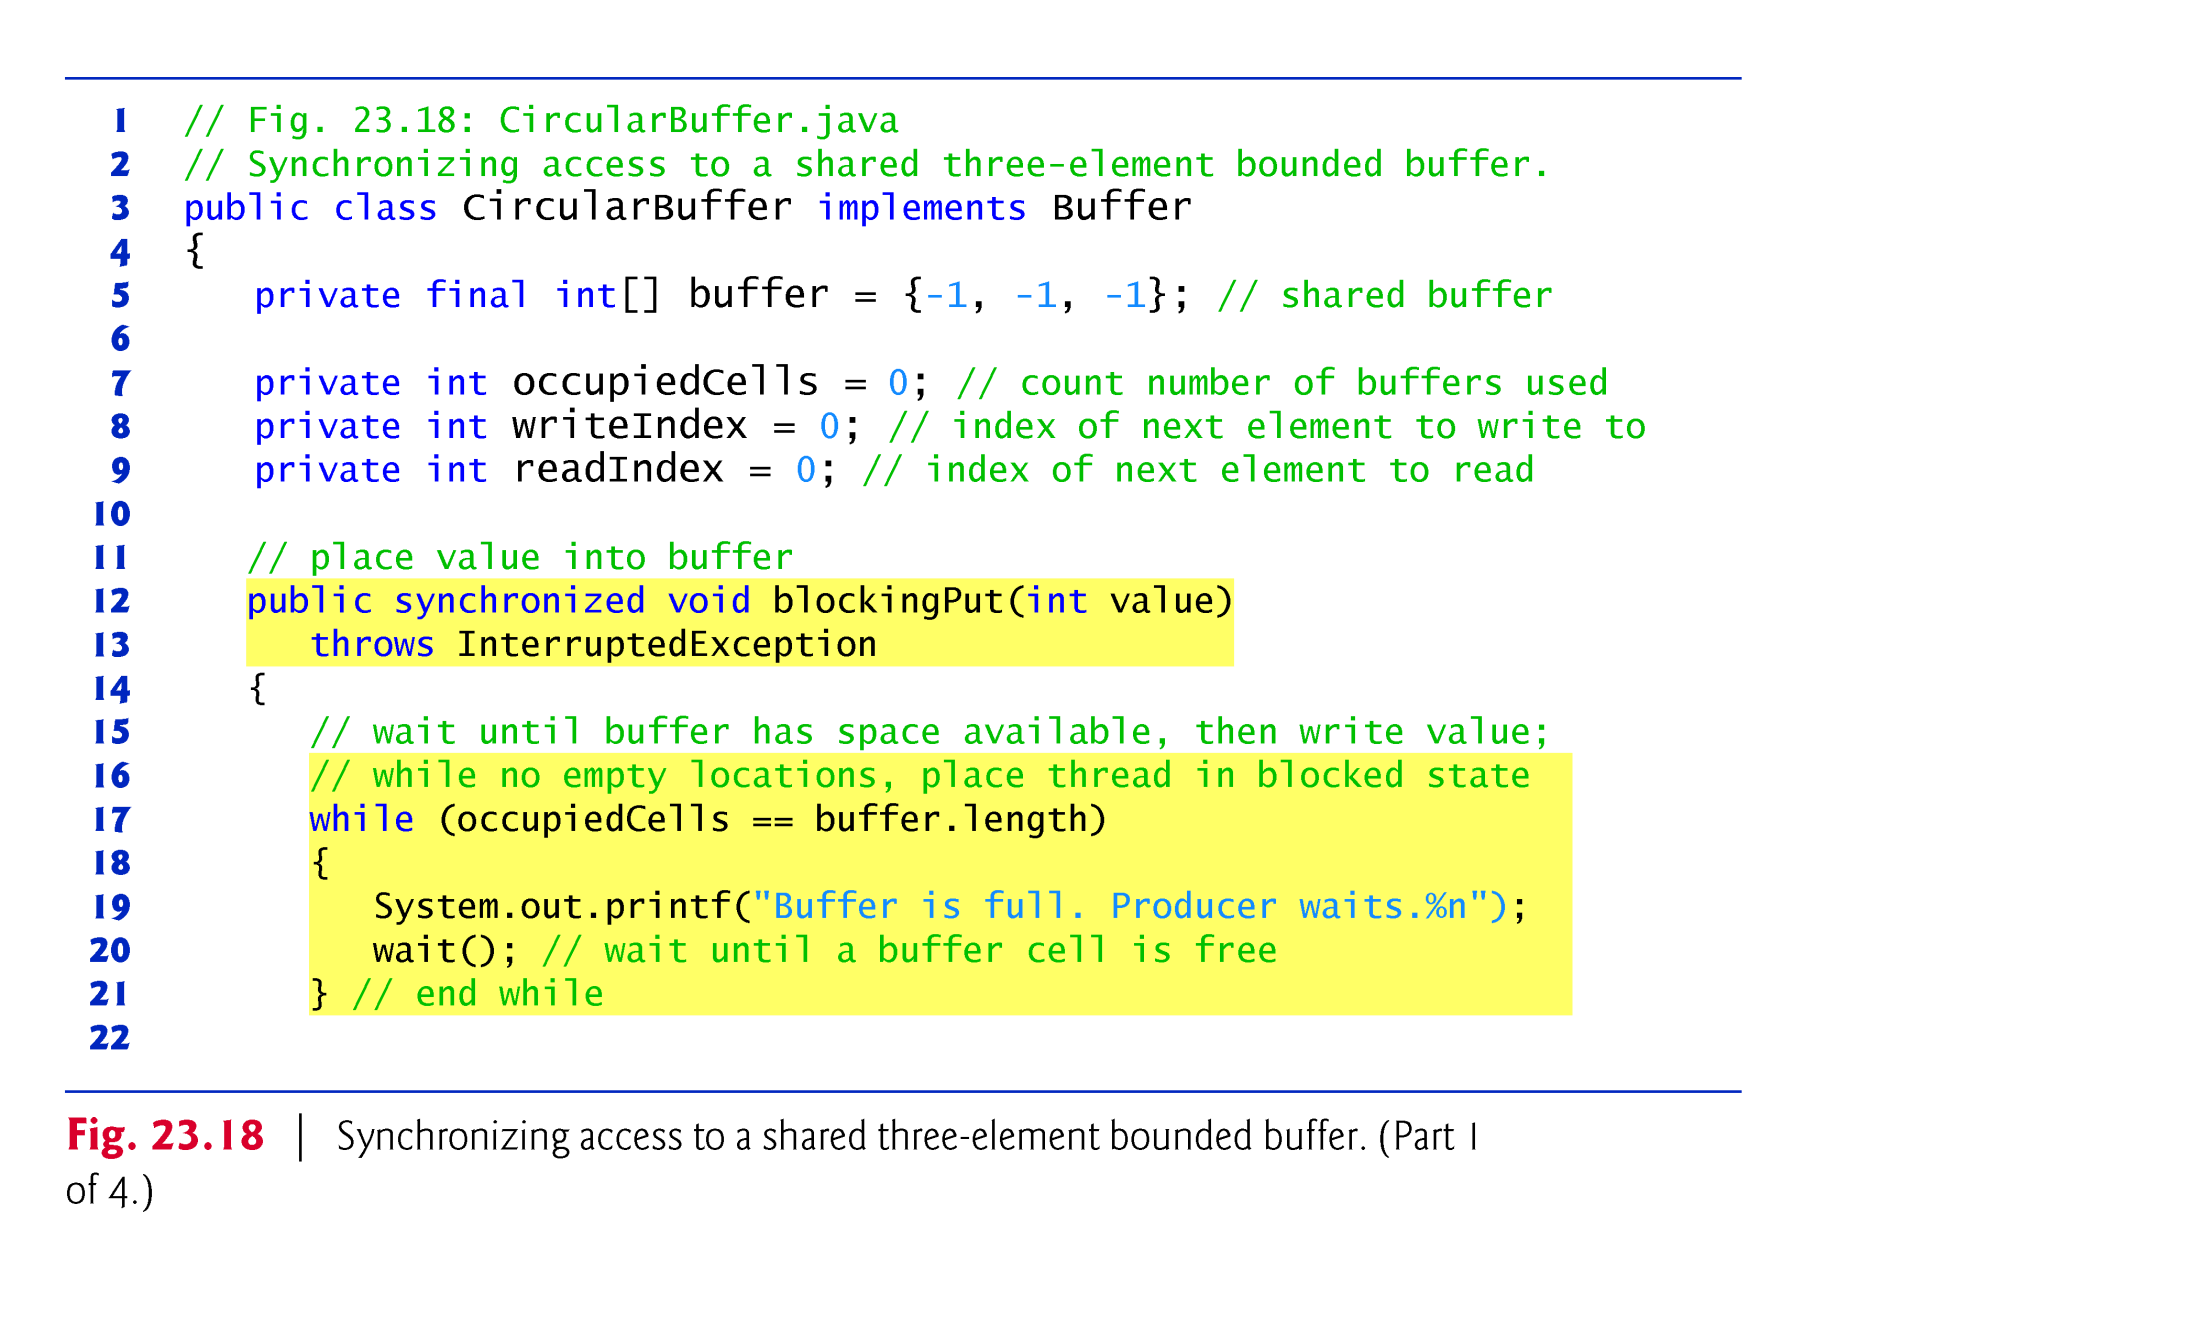 1 // Fig. 23.18: CircularBuffer.java
2 // Synchronizing access to a shared three-element bounded buffer.
3 public class CircularBuffer implements Buffer
4 {
5 private final int[] buffer = {-1, -1, -1}; // shared buffer
6
7 private int occupiedCells = 0; // count number of buffers used
8 private int writeIndex = 0; // index of next element to write to
9 private int readIndex = 0; // index of next element to read
10
11 // place value into buffer
12 public synchronized void blockingPut(int value)
13 throws InterruptedException
14 {
15 // wait until buffer has space available, then write value;
16 // while no empty locations, place thread in blocked state
17 while (occupiedCells == buffer.length)
18 {
19 System.out.printf("Buffer is full. Producer waits.%n");
20 wait(); // wait until a buffer cell is free
21 } // end while
22
Fig. 23.18 | Synchronizing access to a shared three-element bounded buffer. (Part 1
of 4.)